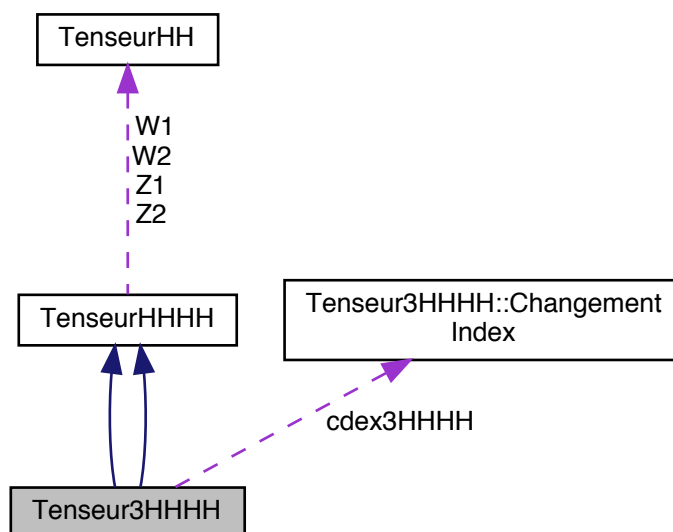 TenseurHH
W1
W2
Z1
Z2
TenseurHHHH
Tenseur3HHHH::Changement
Index
cdex3HHHH
Tenseur3HHHH